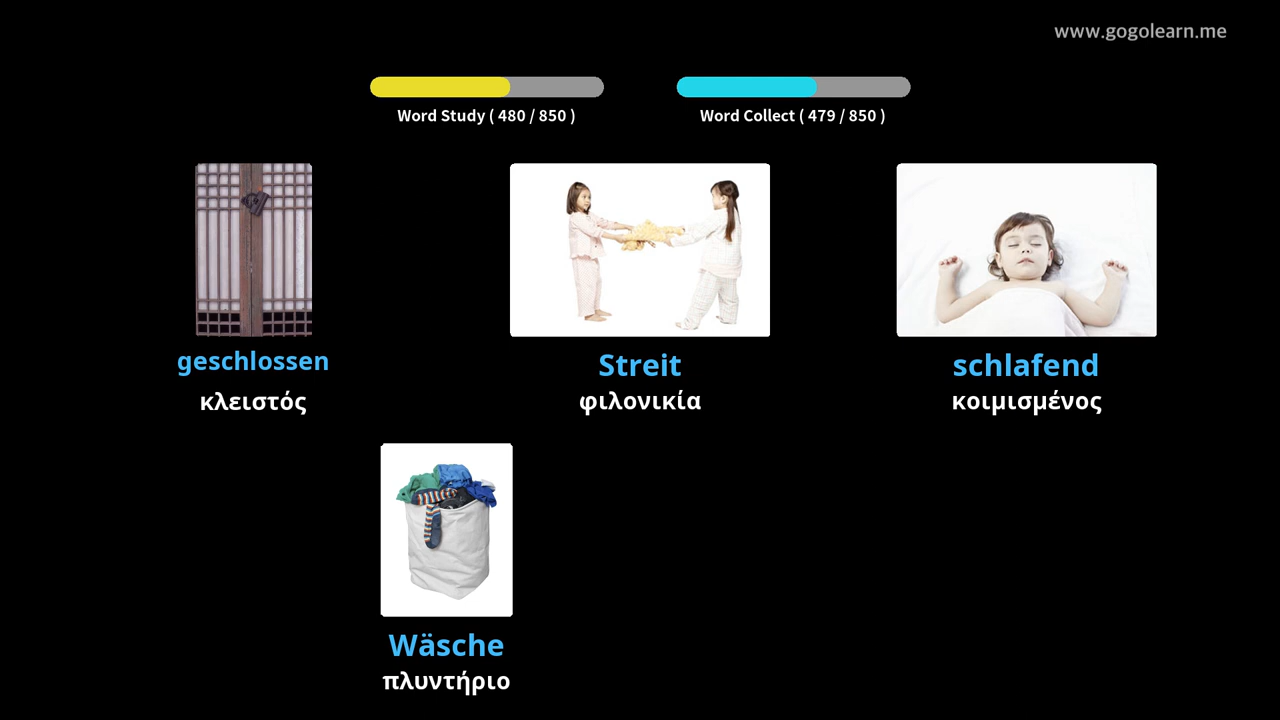 www.gogolearn.me
Word Study ( 480 / 850 )
Word Collect ( 479 / 850 )
geschlossen
κλειστός
Streit
φιλονικία
schlafend
κοιμισμένος
Wäsche
πλυντήριο